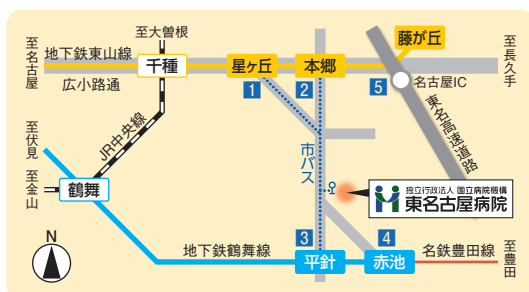 至大曽根
至名古屋
地下鉄東山線
千種
星ヶ丘
本郷
藤が丘
至長久手
広小路通
1
2
5
名古屋IC
東名高速道路
至伏見
JR中央線
市バス
至金山
鶴舞
独立行政法人 国立病院機構
東名古屋病院
N
地下鉄鶴舞線
3
平針
4
赤池
名鉄豊田線
至豊田